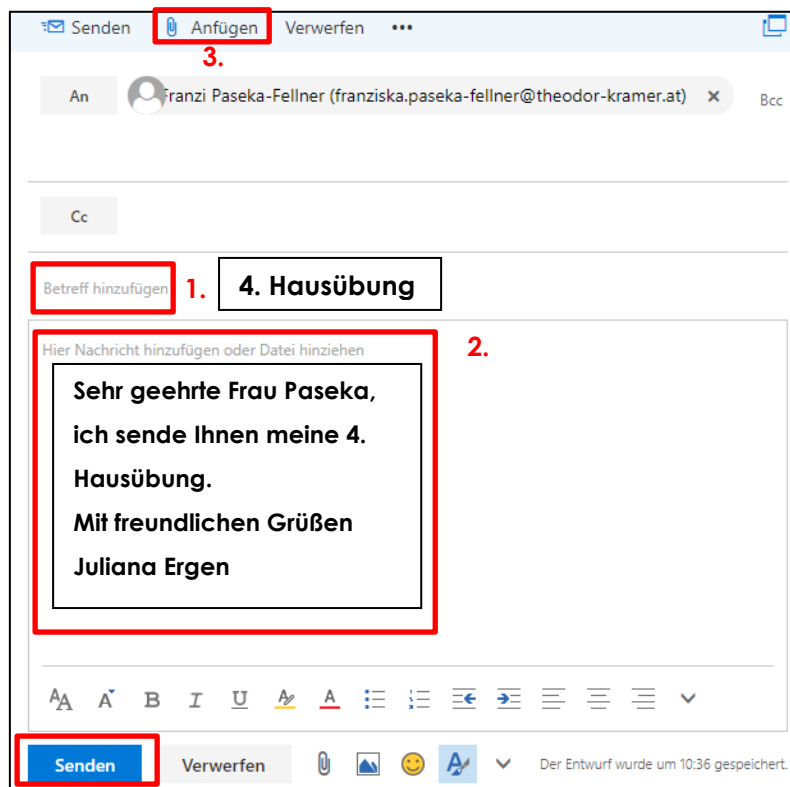 Senden Anfügen Verwerfen •••
3.
An Franzi Paseka-Fellner (franziska.paseka-fellner@theodor-kramer.at) × Bcc
Cc
Betreff hinzufügen 1. 4. Hausübung
Hier Nachricht hinzufügen oder Datei hinziehen 2.
Sehr geehrte Frau Paseka,
ich sende Ihnen meine 4.
Hausübung.
Mit freundlichen Grüßen
Juliana Ergen
AA A B I U A A
Senden Verwerfen A Der Entwurf wurde um 10:36 gespeichert.